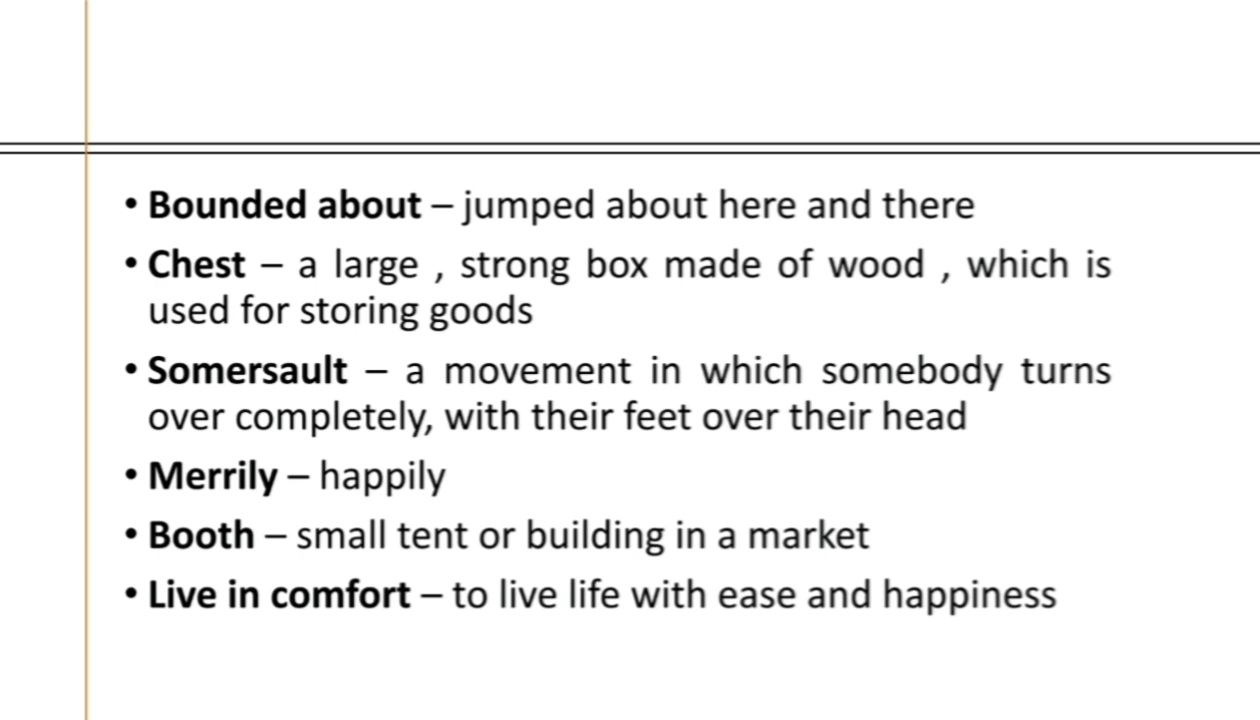 • Bounded about – jumped about here and there
• Chest – a large , strong box made of wood , which is
used for storing goods
• Somersault – a movement in which somebody turns
over completely, with their feet over their head
• Merrily – happily
• Booth – small tent or building in a market
• Live in comfort – to live life with ease and happiness